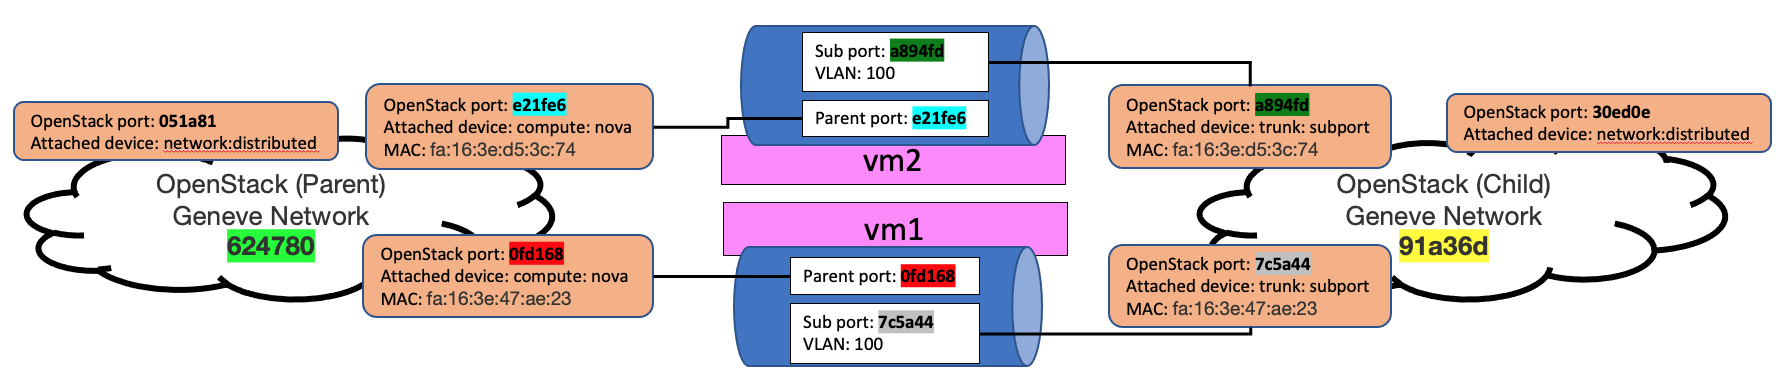 OpenStack port: 051a81
Attached device: network:distributed
OpenStack port: e21fe6
Attached device: compute: nova
MAC: fa:16:3e:d5:3c:74
OpenStack (Parent)
Geneve Network
624780
OpenStack port: 0fd168
Attached device: compute: nova
MAC: fa:16:3e:47:ae:23
Sub port: a894fd
VLAN: 100
Parent port: e21fe6
vm2
vm1
Parent port: 0fd168
Sub port: 7c5a44
VLAN: 100
OpenStack port: a894fd
Attached device: trunk: subport
MAC: fa:16:3e:d5:3c:74
OpenStack port: 30ed0e
Attached device: network:distributed
OpenStack (Child)
Geneve Network
91a36d
OpenStack port: 7c5a44
Attached device: trunk: subport
MAC: fa:16:3e:47:ae:23